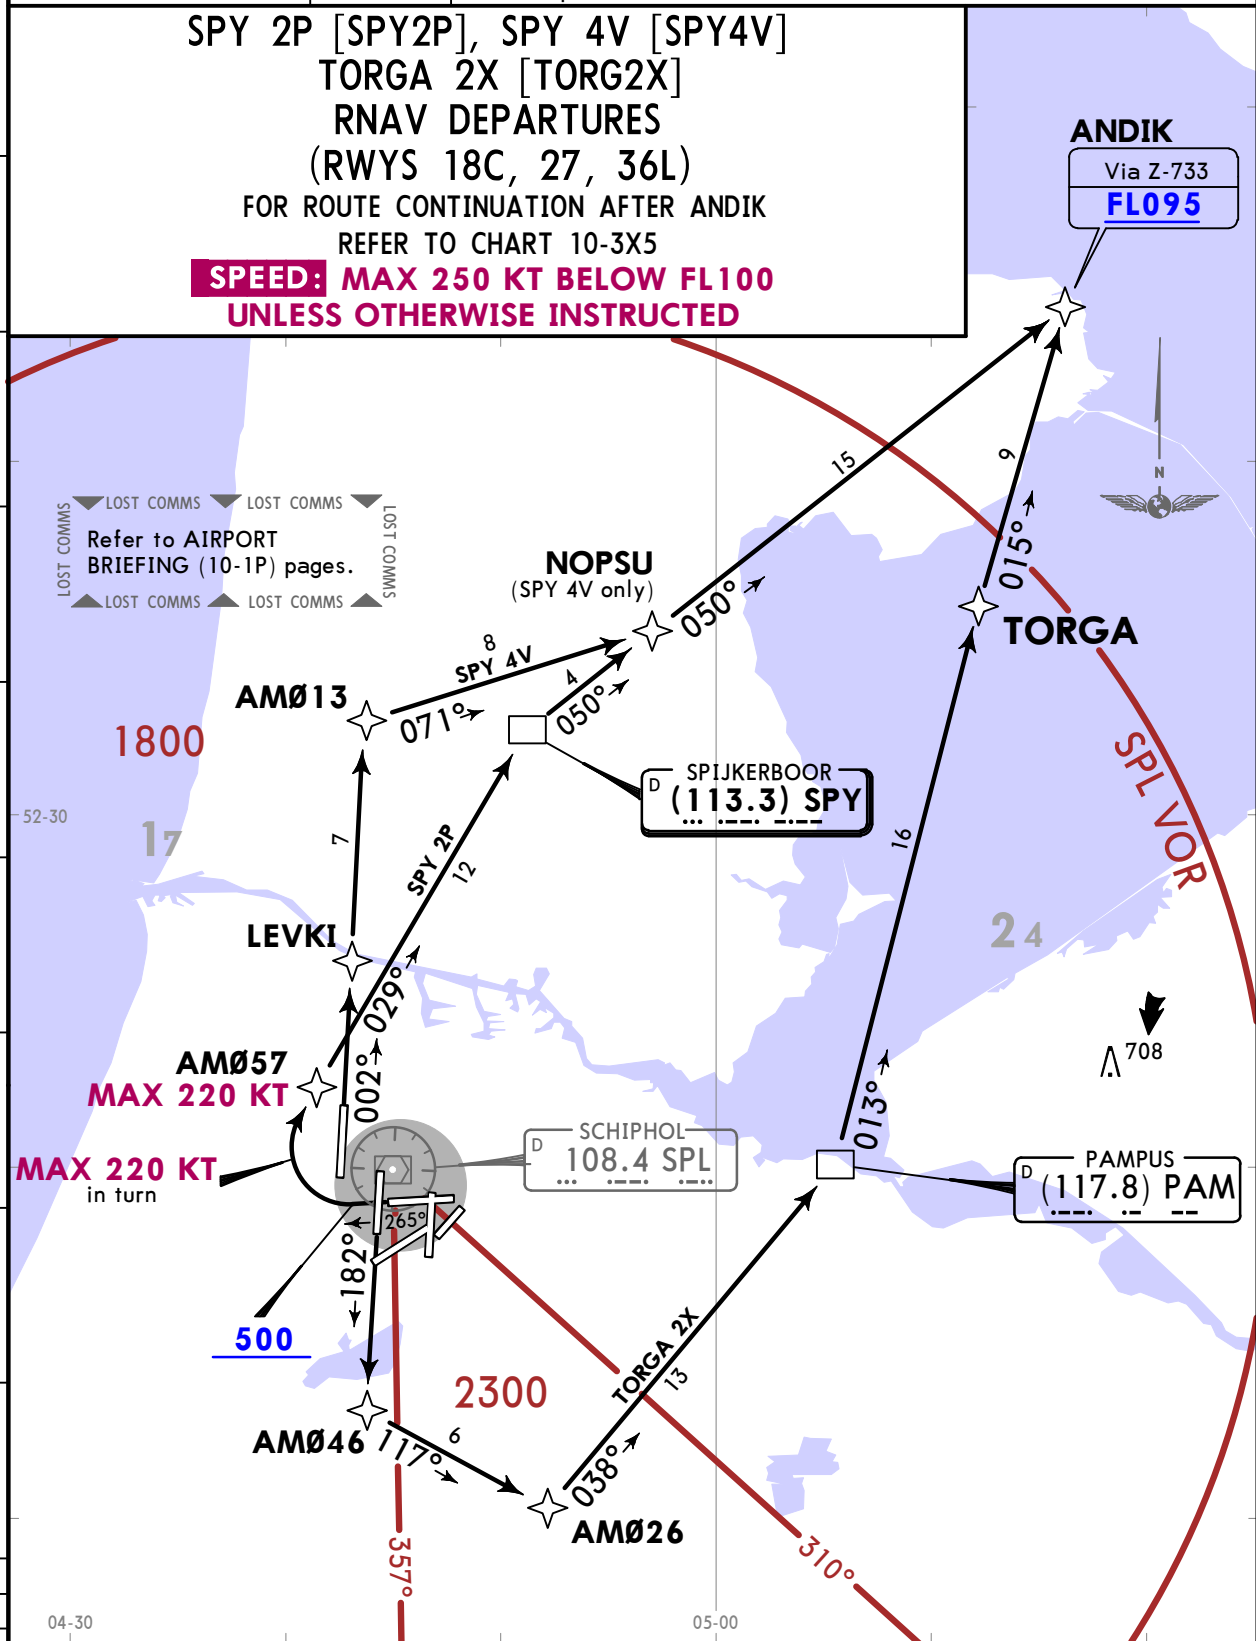 SPY 2P [SPY2P], SPY 4V [SPY4V]
TORGA 2X [TORG2X]
RNAV DEPARTURES
(RWYS 18C, 27, 36L)
FOR ROUTE CONTINUATION AFTER ANDIK
REFER TO CHART 10-3X5
SPEED: MAX 250 KT BELOW FL100
UNLESS OTHERWISE INSTRUCTED
ANDIK
Via Z-733
FL095
15
9
015°
N
LOST COMMS LOST COMMS
LOST COMMS
LOST COMMS
Refer to AIRPORT
BRIEFING (10-1P) pages.
LOST COMMS LOST COMMS
NOPSU
(SPY 4V only)
050°
TORGA
8
SPY 4V
4
050°
AMØ13
071°
1800
SPIJKERBOOR
D
(113.3) SPY
SPL VOR
52-30
17
7
SPY 2P
12
16
24
LEVKI
029°
AMØ57
MAX 220 KT
002°
708
013°
MAX 220 KT
in turn
SCHIPHOL
D
108.4 SPL
PAMPUS
D
(117.8) PAM
265°
182°
500
TORGA 2X
13
2300
AMØ46
117°
6
038°
AMØ26
357°
310°
04-30
05-00